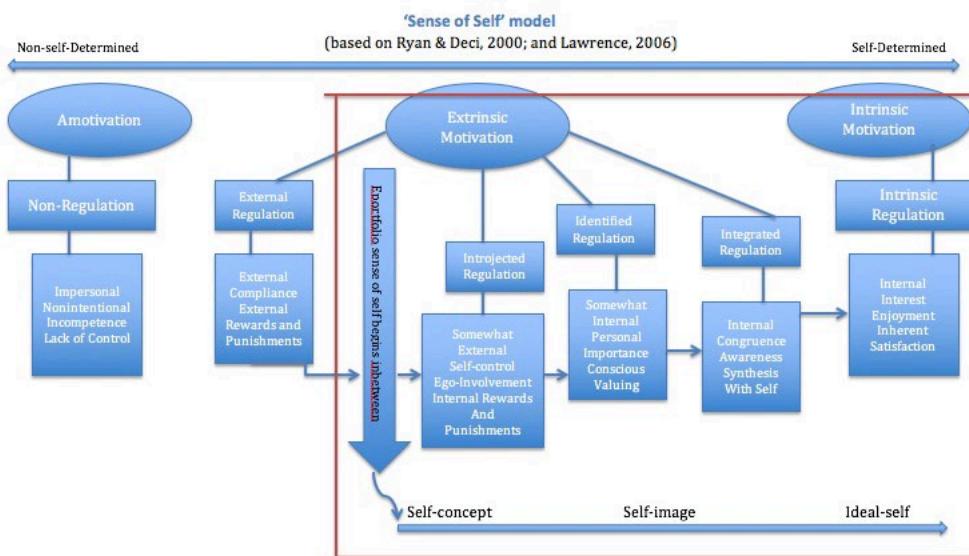 ‘Sense of Self’ model
(based on Ryan & Deci, 2000; and Lawrence, 2006)
Non-self-Determined
Self-Determined
Amotivation
Extrinsic
Motivation
Intrinsic
Motivation
Non-Regulation
External
Regulation
Eportfolio sense of self begins inbetween
Introjected
Regulation
Identified
Regulation
Integrated
Regulation
Intrinsic
Regulation
Impersonal
Nonintentional
Incompetence
Lack of Control
External
Compliance
External
Rewards and
Punishments
Somewhat
External
Self-control
Ego-Involvement
Internal Rewards
And
Punishments
Somewhat
Internal
Personal
Importance
Conscious
Valuing
Internal
Congruence
Awareness
Synthesis
With Self
Internal
Interest
Enjoyment
Inherent
Satisfaction
Self-concept
Self-image
Ideal-self